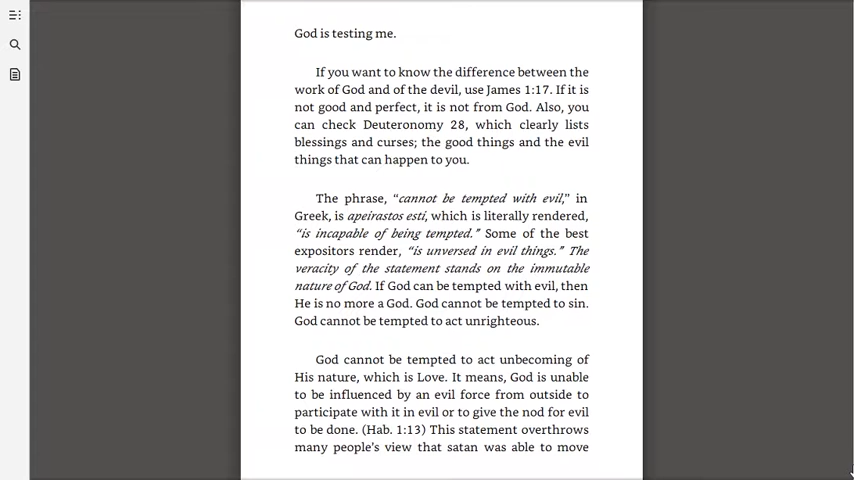 God is testing me.
If you want to know the difference between the
work of God and of the devil, use James 1:17. If it is
not good and perfect, it is not from God. Also, you
can check Deuteronomy 28, which clearly lists
blessings and curses; the good things and the evil
things that can happen to you.
The phrase, “cannot be tempted with evil,” in
Greek, is apeirastos esti, which is literally rendered,
“is incapable of being tempted.” Some of the best
expositors render, “is unversed in evil things.” The
veracity of the statement stands on the immutable
nature of God. If God can be tempted with evil, then
He is no more a God. God cannot be tempted to sin.
God cannot be tempted to act unrighteous.
God cannot be tempted to act unbecoming of
His nature, which is Love. It means, God is unable
to be influenced by an evil force from outside to
participate with it in evil or to give the nod for evil
to be done. (Hab. 1:13) This statement overthrows
many people’s view that satan was able to move